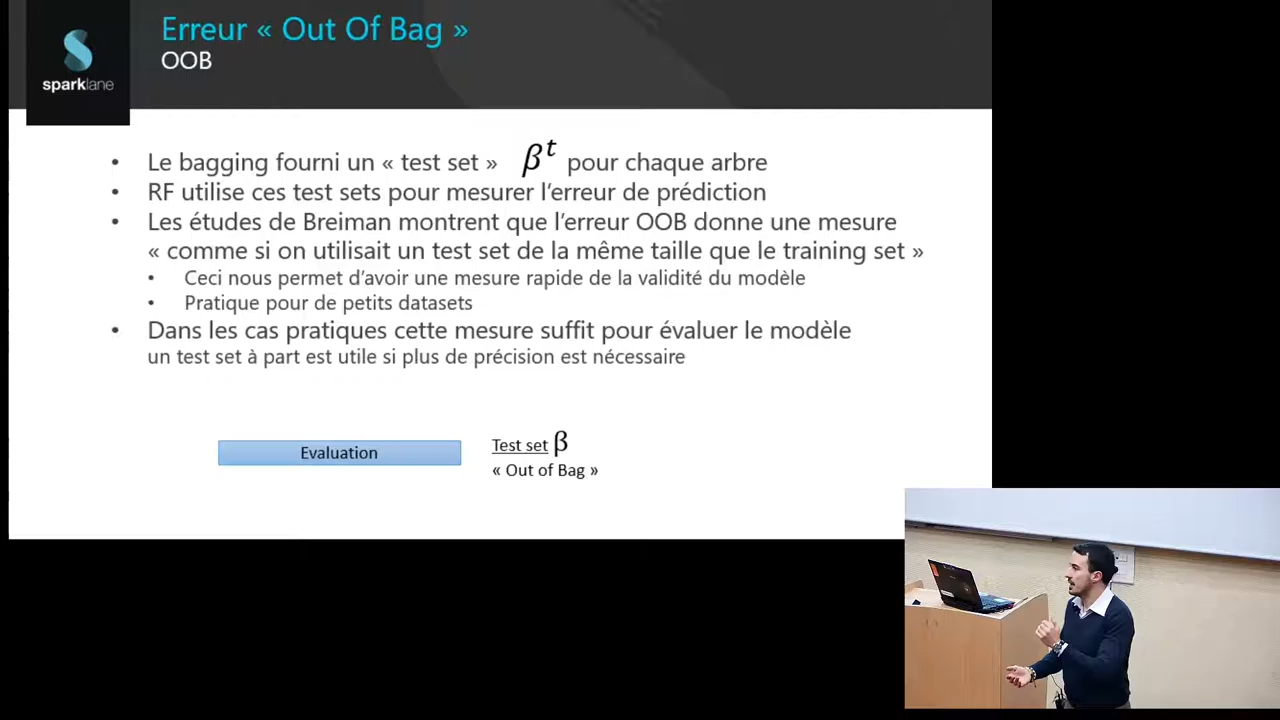 Erreur « Out Of Bag »
OOB
sparklane
• Le bagging fourni un « test set » βᵗ pour chaque arbre
• RF utilise ces test sets pour mesurer l'erreur de prédiction
• Les études de Breiman montrent que l'erreur OOB donne une mesure
« comme si on utilisait un test set de la même taille que le training set »
• Ceci nous permet d'avoir une mesure rapide de la validité du modèle
• Pratique pour de petits datasets
• Dans les cas pratiques cette mesure suffit pour évaluer le modèle
un test set à part est utile si plus de précision est nécessaire
Evaluation
Test set β
« Out of Bag »